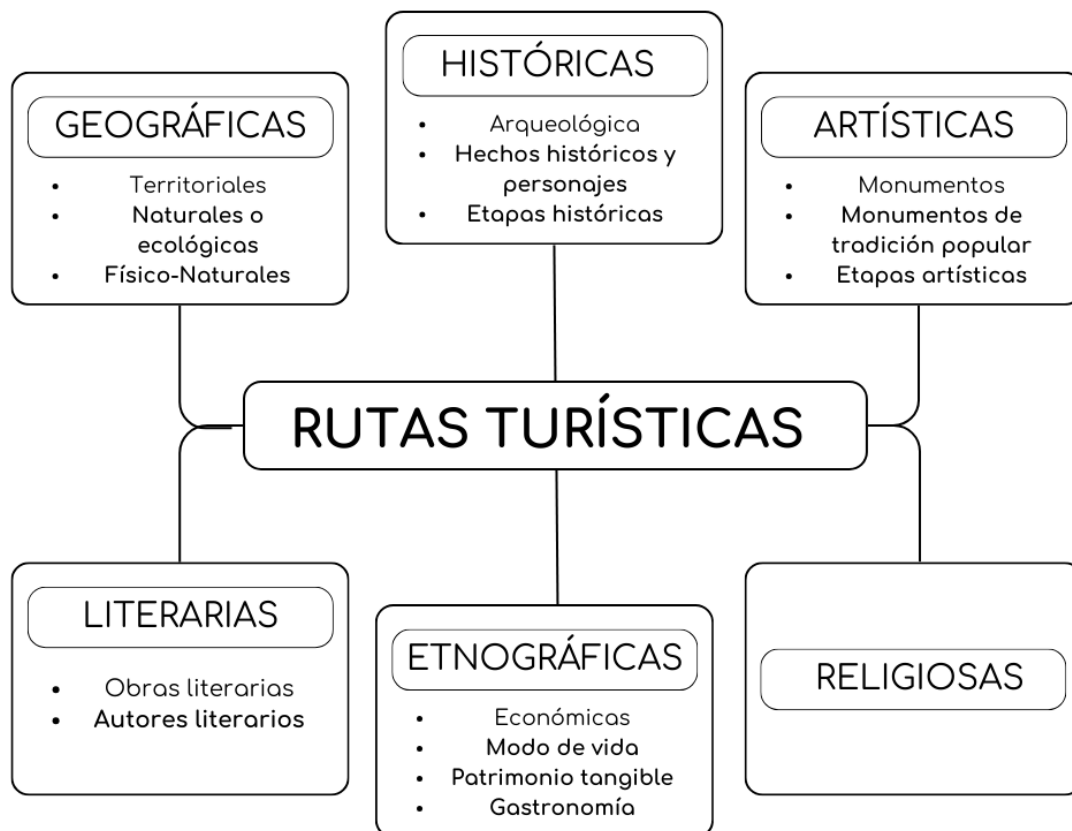 GEOGRÁFICAS
• Territoriales
• Naturales o
ecológicas
• Físico-Naturales
HISTÓRICAS
• Arqueológica
• Hechos históricos y
personajes
• Etapas históricas
ARTÍSTICAS
• Monumentos
• Monumentos de
tradición popular
• Etapas artísticas
RUTAS TURÍSTICAS
LITERARIAS
• Obras literarias
• Autores literarios
ETNOGRÁFICAS
• Económicas
• Modo de vida
• Patrimonio tangible
• Gastronomía
RELIGIOSAS